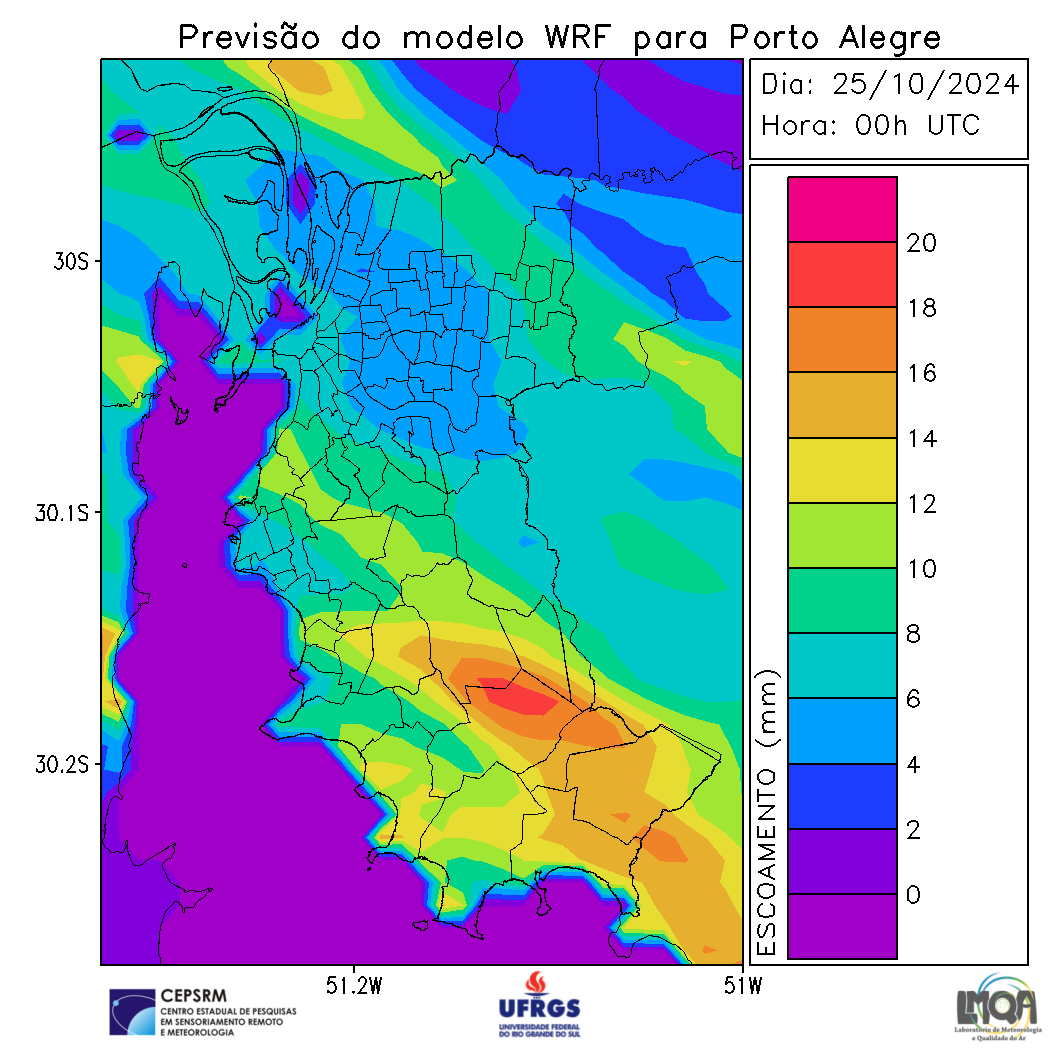 Previsão do modelo WRF para Porto Alegre
Dia: 25/10/2024
Hora: 00h UTC
30S
30.1S
30.2S
51.2W
51W
ESCOAMENTO (mm)
20
18
16
14
12
10
8
6
4
2
0
CEPSRM
CENTRO ESTADUAL DE PESQUISAS
EM SENSORIAMENTO REMOTO
E METEOROLOGIA
UFRGS
UNIVERSIDADE FEDERAL
DO RIO GRANDE DO SUL
LMQA
Laboratório de Meteorologia
e Qualidade do Ar